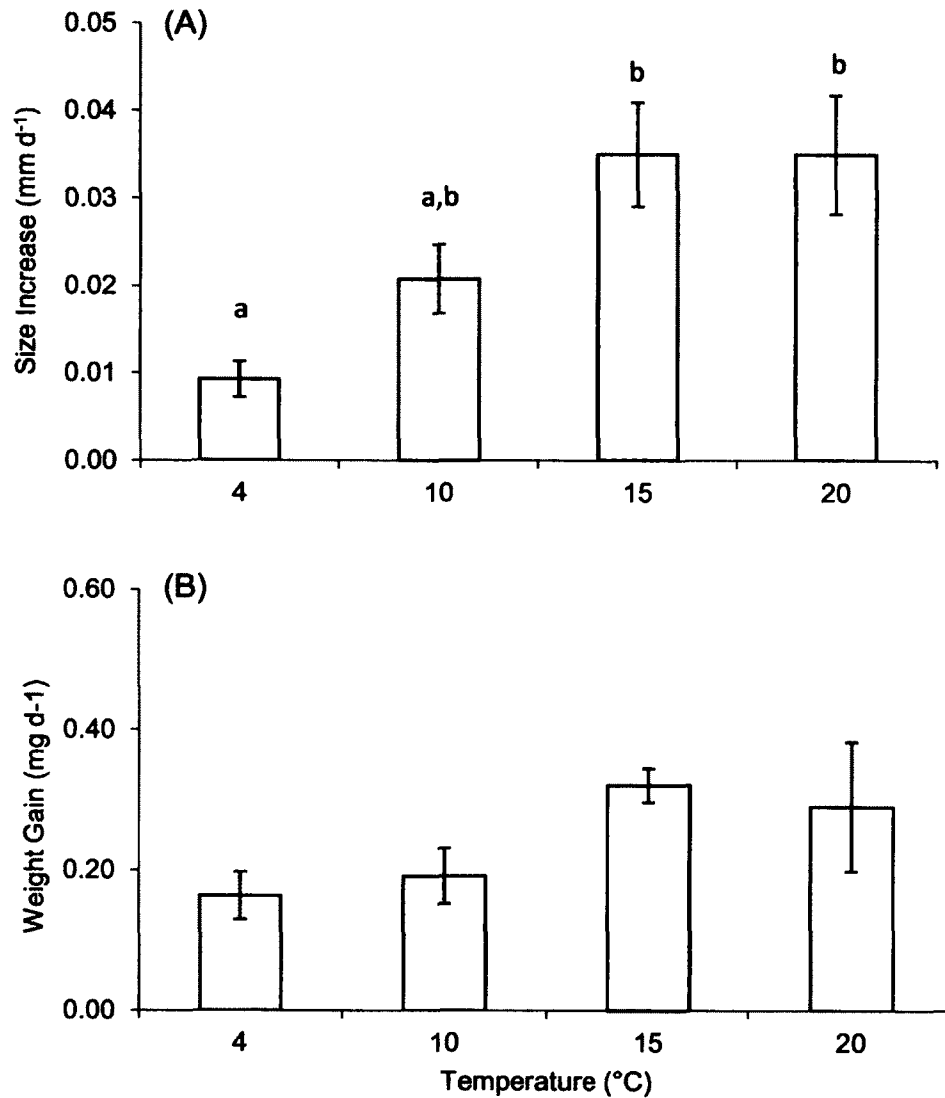 (A)
0.05
0.04
0.03
0.02
0.01
0.00
Size Increase (mm d⁻¹)
a
a,b
b
b
4 10 15 20
(B)
0.60
0.40
0.20
0.00
Weight Gain (mg d-1)
4 10 15 20
Temperature (°C)